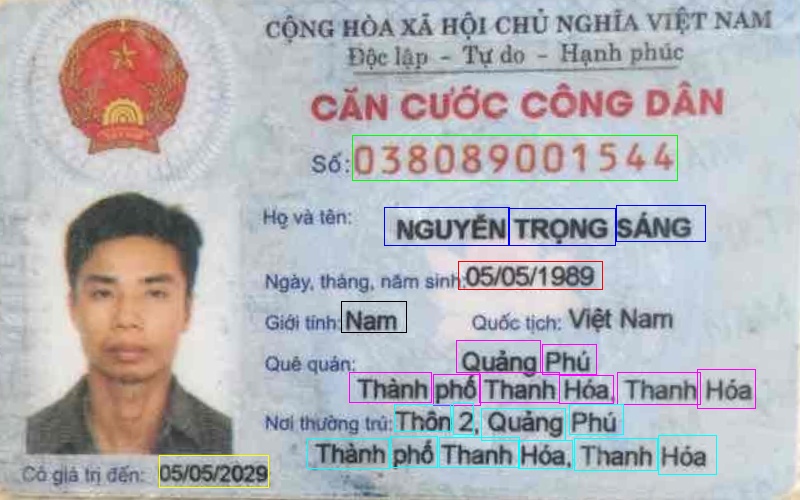 CỘNG HÒA XÃ HỘI CHỦ NGHĨA VIỆT NAM
Độc lập - Tự do - Hạnh phúc
CĂN CƯỚC CÔNG DÂN
Số: 038089001544
Họ và tên: NGUYỄN TRỌNG SÁNG
Ngày, tháng, năm sinh: 05/05/1989
Giới tính: Nam Quốc tịch: Việt Nam
Quê quán: Quảng Phú
Thành phố Thanh Hóa, Thanh Hóa
Nơi thường trú: Thôn 2, Quảng Phú
Thành phố Thanh Hóa, Thanh Hóa
Có giá trị đến: 05/05/2029